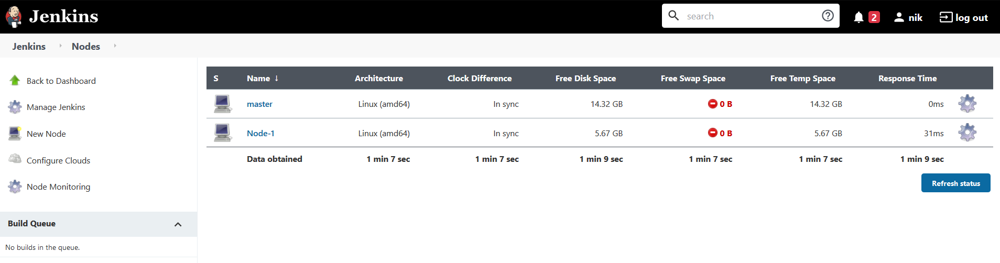 Jenkins
search
2
nik
log out
Jenkins
Nodes
Back to Dashboard
Manage Jenkins
New Node
Configure Clouds
Node Monitoring
Build Queue
No builds in the queue.
S Name ↓ Architecture Clock Difference Free Disk Space Free Swap Space Free Temp Space Response Time
master Linux (amd64) In sync 14.32 GB 0 B 14.32 GB 0ms
Node-1 Linux (amd64) In sync 5.67 GB 0 B 5.67 GB 31ms
Data obtained 1 min 7 sec 1 min 7 sec 1 min 9 sec 1 min 7 sec 1 min 7 sec 1 min 9 sec
Refresh status